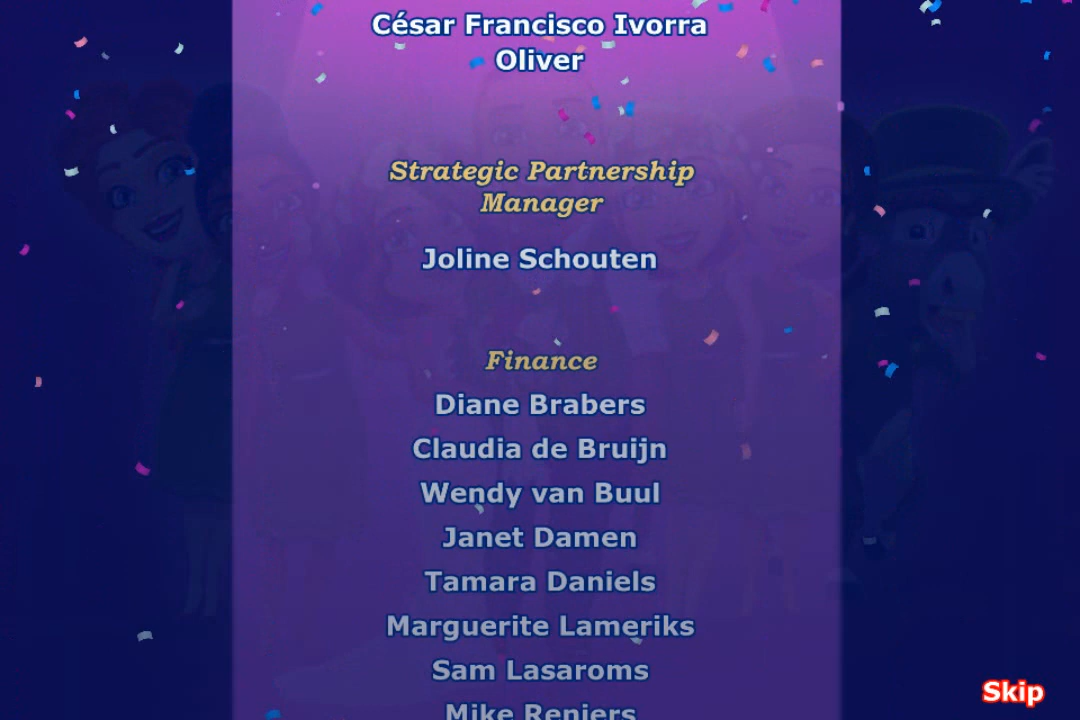 César Francisco Ivorra
Oliver
Strategic Partnership
Manager
Joline Schouten
Finance
Diane Brabers
Claudia de Bruijn
Wendy van Buul
Janet Damen
Tamara Daniels
Marguerite Lameriks
Sam Lasaroms
Mike Reniers
Skip